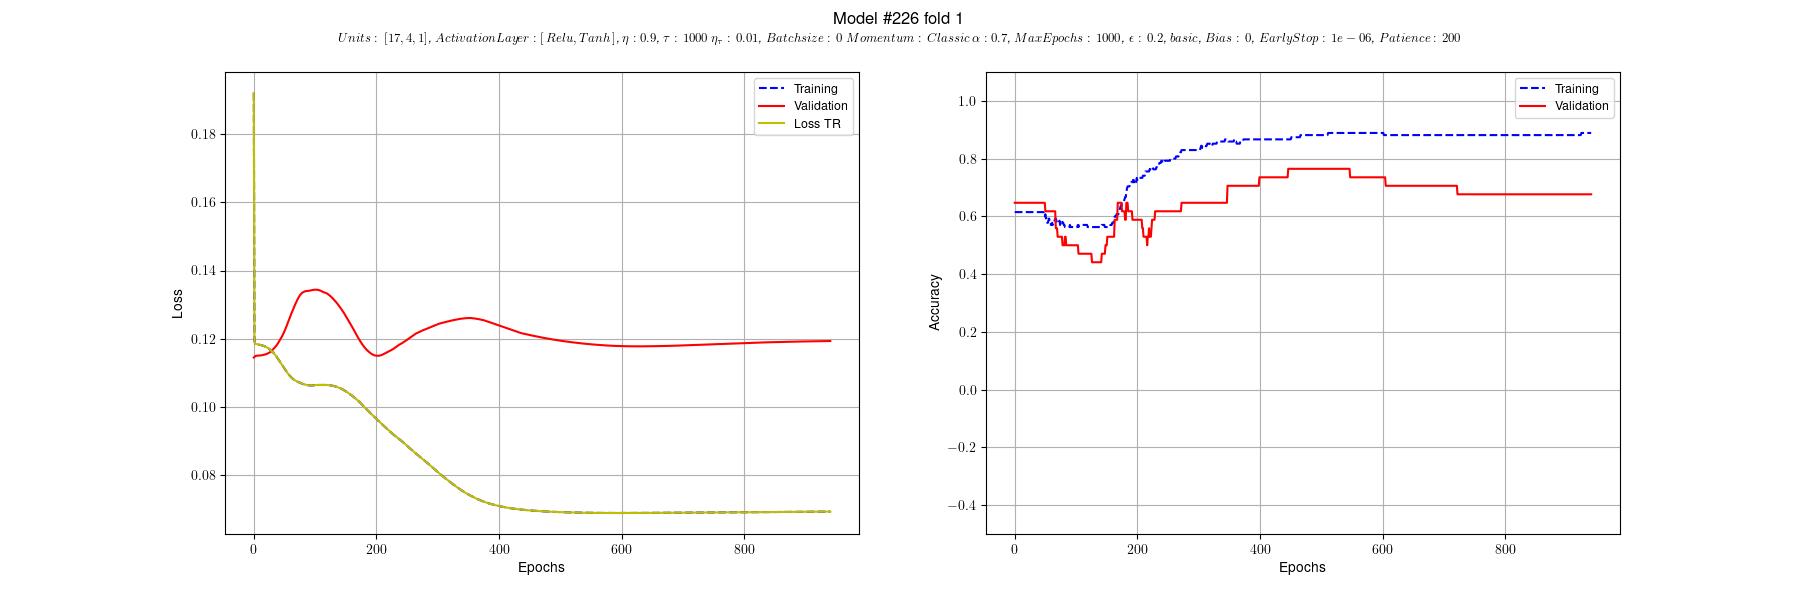 Model #226 fold 1
Units : [17, 4, 1], ActivationLayer : [ Relu, Tanh], η : 0.9, τ : 1000 ητ : 0.01, Batchsize : 0 Momentum : Classic α : 0.7, MaxEpochs : 1000, ϵ : 0.2, basic, Bias : 0, EarlyStop : 1e − 06, Patience : 200
Training
Validation
Loss TR
0.18
0.16
0.14
0.12
0.10
0.08
Loss
0 200 400 600 800
Epochs
Training
Validation
1.0
0.8
0.6
0.4
0.2
0.0
−0.2
−0.4
Accuracy
0 200 400 600 800
Epochs